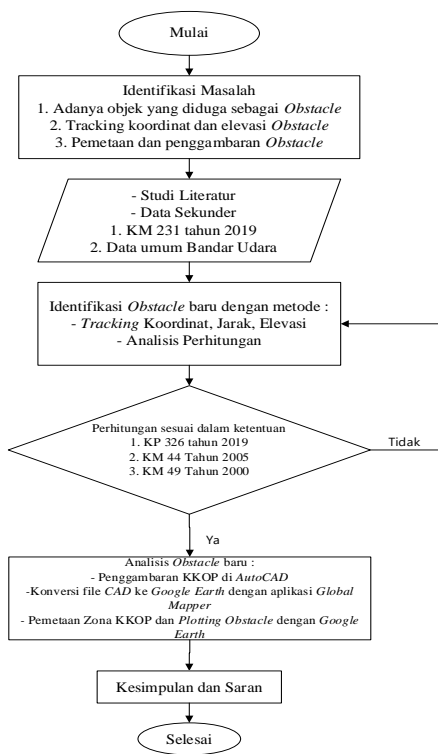 Mulai
Identifikasi Masalah
1. Adanya objek yang diduga sebagai Obstacle
2. Tracking koordinat dan elevasi Obstacle
3. Pemetaan dan penggambaran Obstacle
- Studi Literatur
- Data Sekunder
1. KM 231 tahun 2019
2. Data umum Bandar Udara
Identifikasi Obstacle baru dengan metode :
- Tracking Koordinat, Jarak, Elevasi
- Analisis Perhitungan
Perhitungan sesuai dalam ketentuan
1. KP 326 tahun 2019
2. KM 44 Tahun 2005
3. KM 49 Tahun 2000
Tidak
Ya
Analisis Obstacle baru :
- Penggambaran KKOP di AutoCAD
-Konversi file CAD ke Google Earth dengan aplikasi Global
Mapper
- Pemetaan Zona KKOP dan Plotting Obstacle dengan Google
Earth
Kesimpulan dan Saran
Selesai